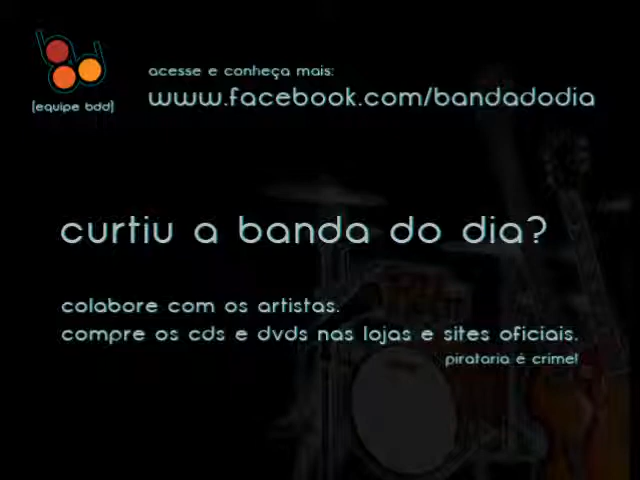 acesse e conheça mais:
www.facebook.com/bandadodia
(equipe bdd)
curtiu a banda do dia?
colabore com os artistas.
compre os cds e dvds nas lojas e sites oficiais.
pirataria é crime!